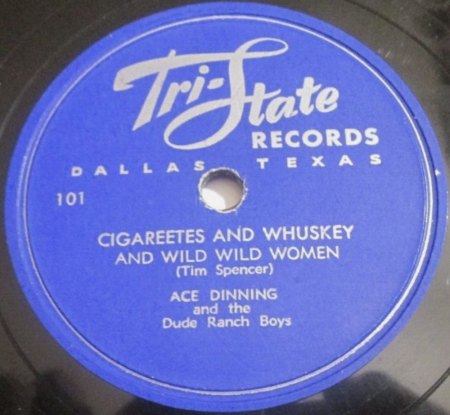 Tri-State
RECORDS
DALLAS TEXAS
101
CIGAREETES AND WHUSKEY
AND WILD WILD WOMEN
(Tim Spencer)
ACE DINNING
and the
Dude Ranch Boys